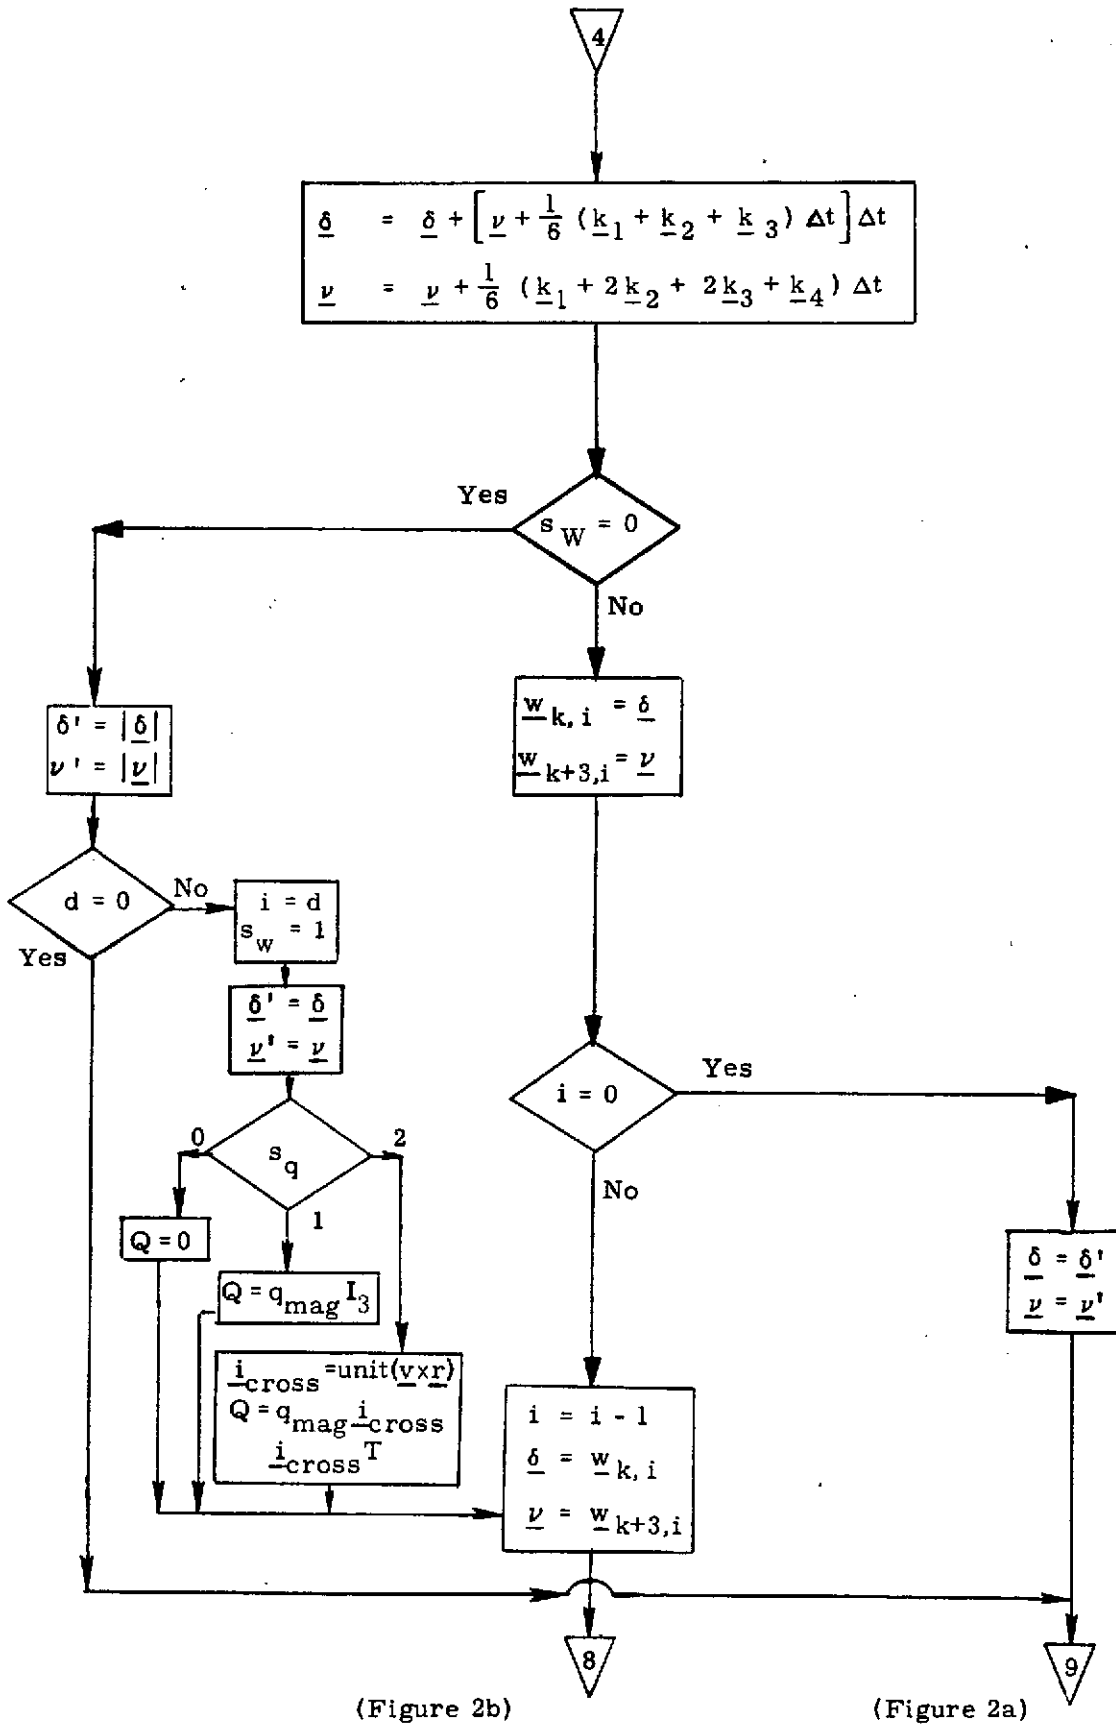 4
δ = δ + [ν + 1/6 (k1 + k2 + k3) Δt] Δt
ν = ν + 1/6 (k1 + 2k2 + 2k3 + k4) Δt
Yes
sW = 0
No
δ' = |δ|
ν' = |ν|
wk, i = δ
wk+3,i = ν
d = 0
No
Yes
i = d
sw = 1
δ' = δ
ν' = ν
i = 0
Yes
No
0
sq
2
1
Q = 0
Q = qmag I3
δ = δ'
ν = ν'
icross = unit(v×r)
Q = qmag icross
icrossT
i = i - 1
δ = wk, i
ν = wk+3,i
8
9
(Figure 2b)
(Figure 2a)